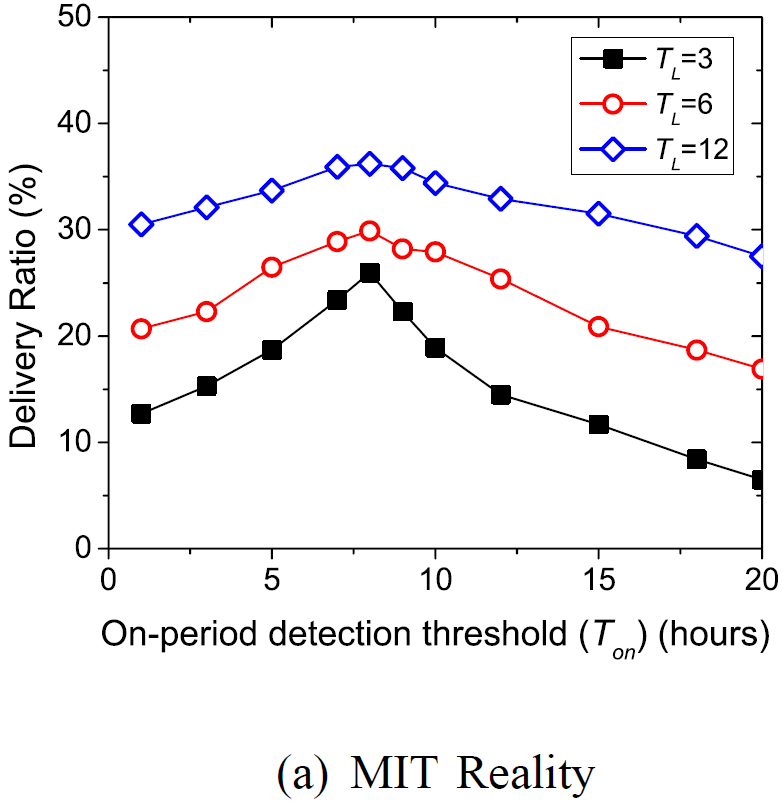 50
40
30
20
10
0
Delivery Ratio (%)
T_L=3
T_L=6
T_L=12
0 5 10 15 20
On-period detection threshold (T_on) (hours)
(a) MIT Reality